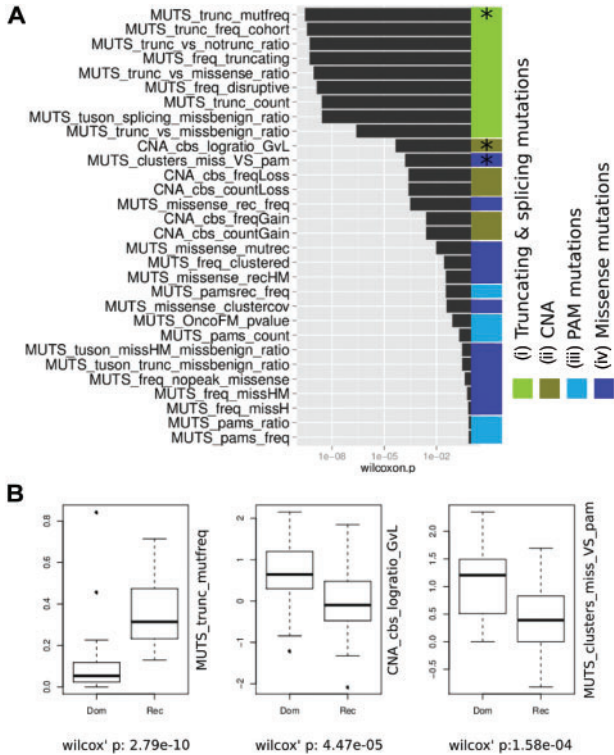 A
MUTS_trunc_mutfreq
MUTS_trunc_freq_cohort
MUTS_trunc_vs_notrunc_ratio
MUTS_freq_truncating
MUTS_trunc_vs_missense_ratio
MUTS_freq_disruptive
MUTS_trunc_count
MUTS_tuson_splicing_missbenign_ratio
MUTS_trunc_vs_missbenign_ratio
CNA_cbs_logratio_GvL
MUTS_clusters_miss_VS_pam
CNA_cbs_freqLoss
CNA_cbs_countLoss
MUTS_missense_rec_freq
CNA_cbs_freqGain
CNA_cbs_countGain
MUTS_missense_mutrec
MUTS_freq_clustered
MUTS_missense_recHM
MUTS_pamsrec_freq
MUTS_missense_clustercov
MUTS_OncoFM_pvalue
MUTS_pams_count
MUTS_tuson_missHM_missbenign_ratio
MUTS_tuson_trunc_missbenign_ratio
MUTS_freq_nopeak_missense
MUTS_freq_missHM
MUTS_freq_missH
MUTS_pams_ratio
MUTS_pams_freq
* 
* 
* 
1e-08 1e-05 1e-02
wilcoxon.p
(i) Truncating & splicing mutations
(ii) CNA
(iii) PAM mutations
(iv) Missense mutations
B
0.8
0.6
0.4
0.2
0.0
Dom Rec
MUTS_trunc_mutfreq
wilcox' p: 2.79e-10
2
1
0
−1
−2
Dom Rec
CNA_cbs_logratio_GvL
wilcox' p: 4.47e-05
2.0
1.5
1.0
0.5
0.0
−0.5
Dom Rec
MUTS_clusters_miss_VS_pam
wilcox' p:1.58e-04